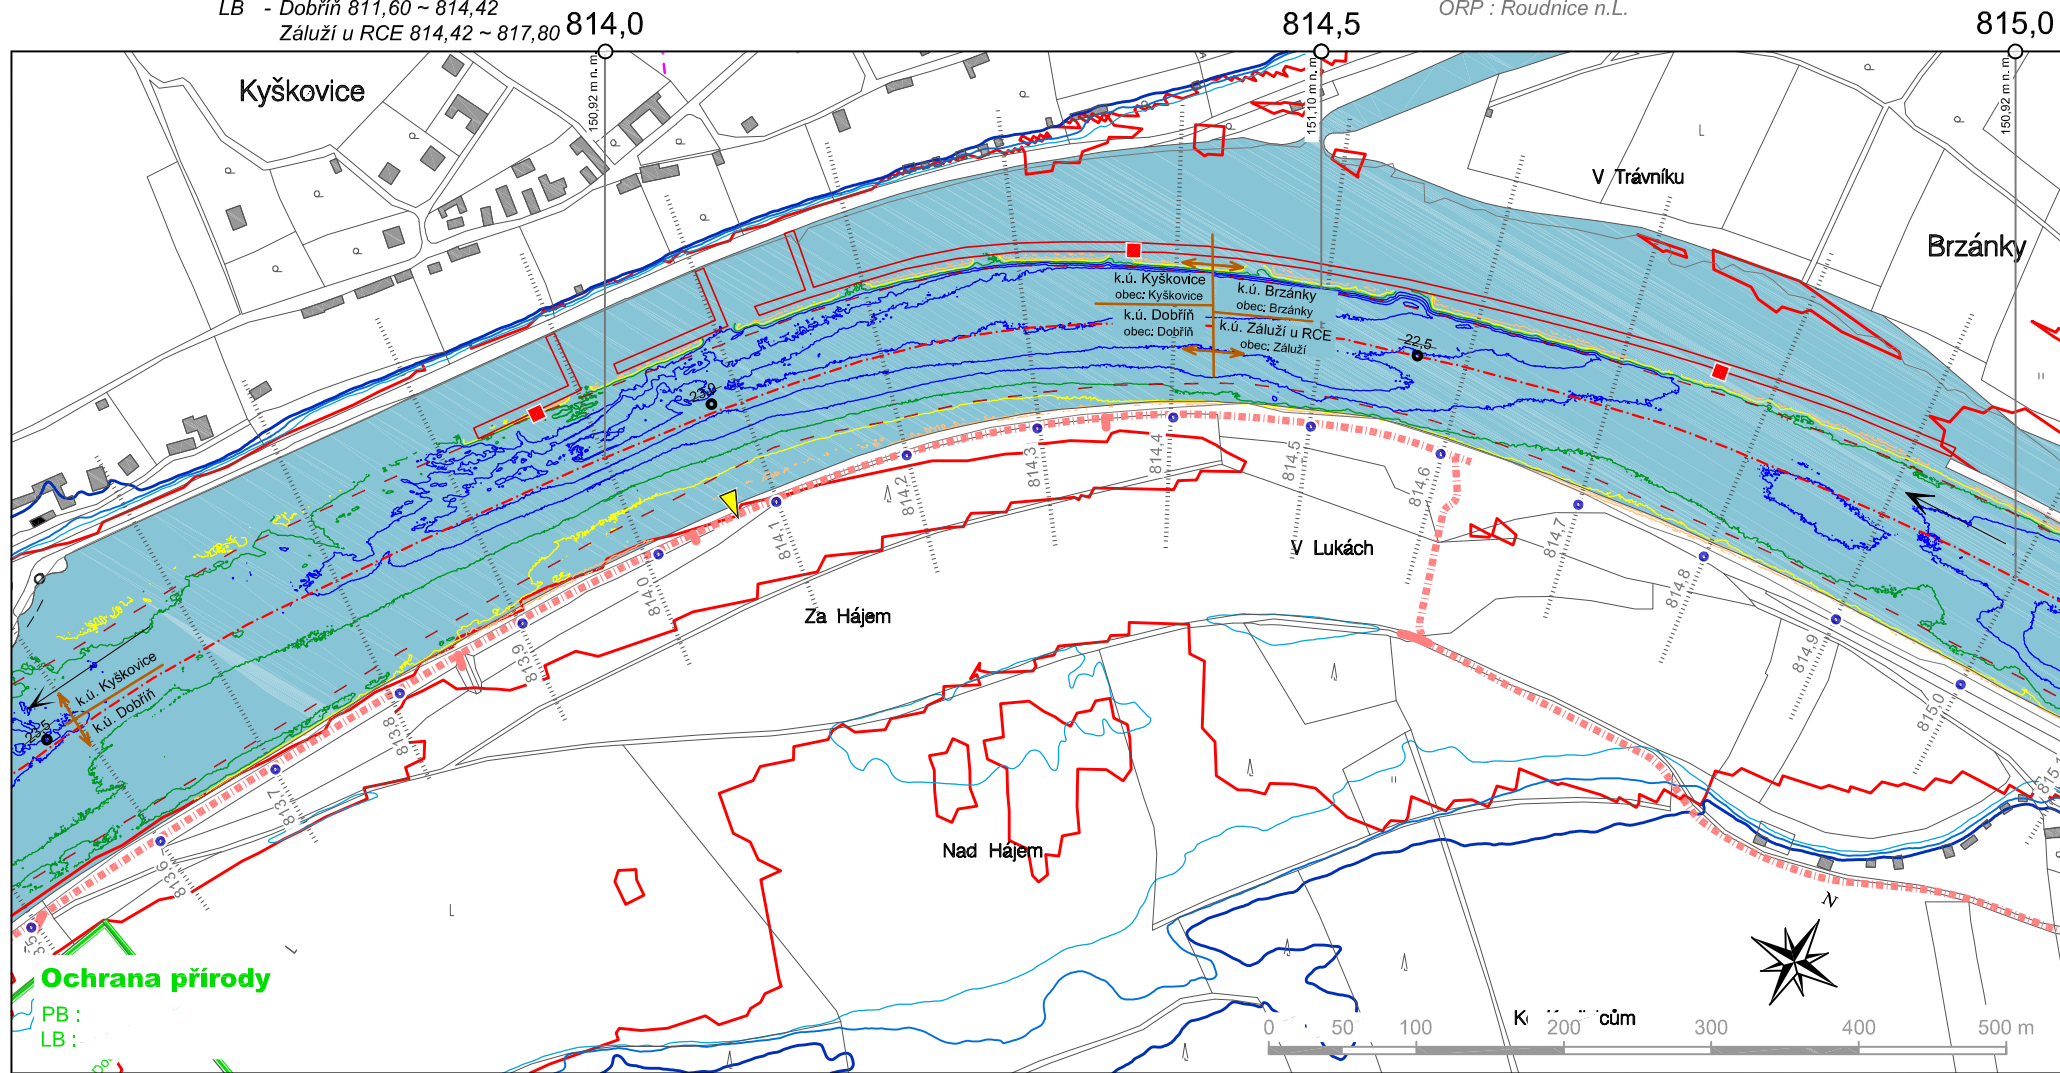 LB - Dobříň 811,60 ~ 814,42
Záluží u RCE 814,42 ~ 817,80
ORP : Roudnice n.L.
814,0
814,5
815,0
150,92 m n. m.
151,10 m n. m.
150,92 m n. m.
Kyškovice
V Trávníku
Brzánky
k.ú. Kyškovice
obec: Kyškovice
k.ú. Brzánky
obec: Brzánky
k.ú. Dobříň
obec: Dobříň
k.ú. Záluží u RCE
obec: Záluží
22,5
23,0
23,5
k.ú. Kyškovice
k.ú. Dobříň
813,6
813,7
813,8
813,9
814,0
814,1
814,2
814,3
814,4
814,5
814,6
814,7
814,8
814,9
815,0
815,1
V Lukách
Za Hájem
Nad Hájem
N
Ochrana přírody
PB :
LB :
0 50 100 200 300 400 500 m